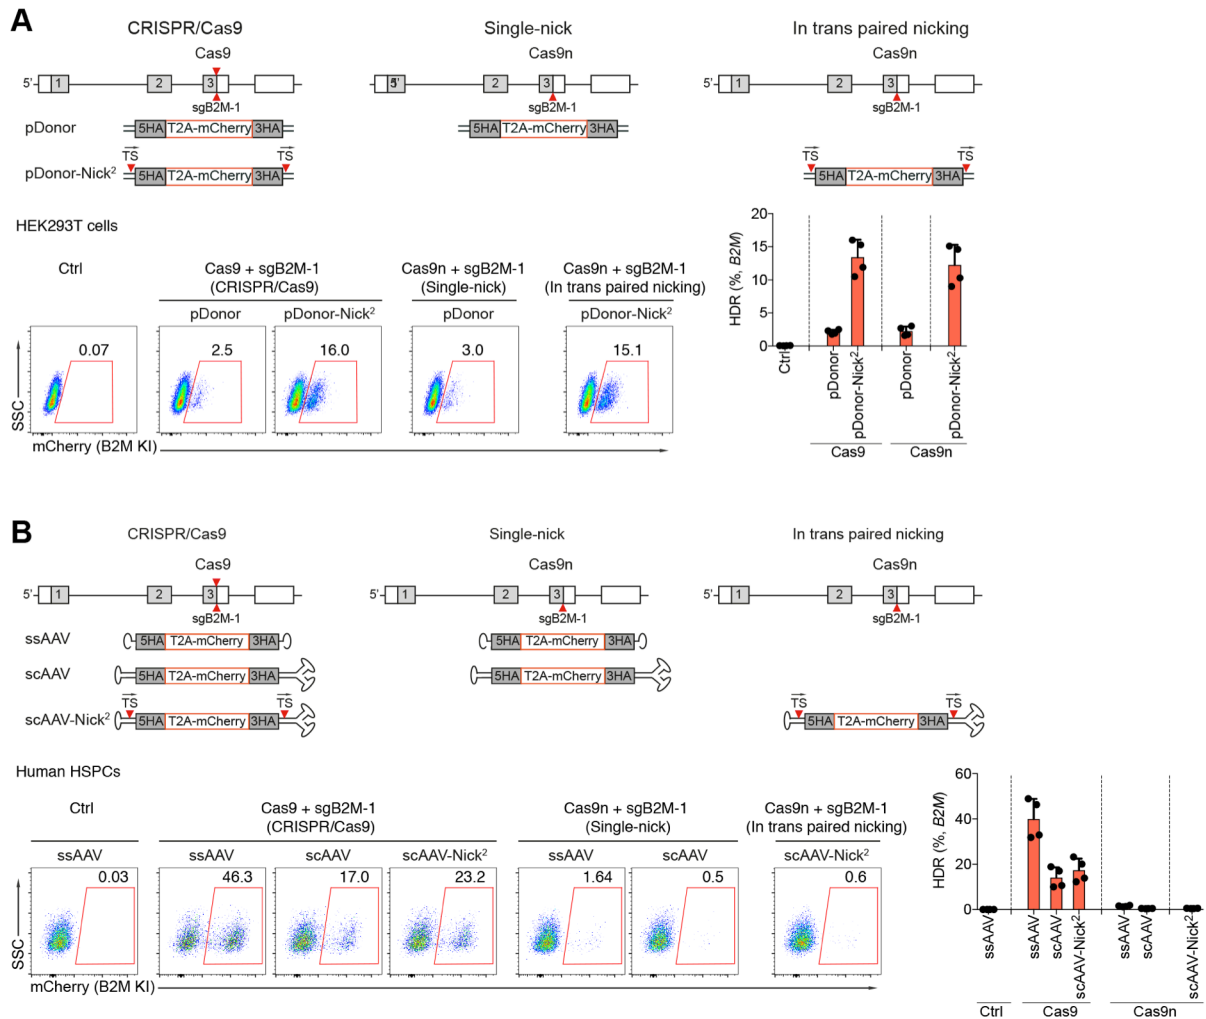 A
CRISPR/Cas9
Single-nick
In trans paired nicking
Cas9
Cas9n
Cas9n
5' 1 2 3
5' 2 3
5' 1 2 3
sgB2M-1
sgB2M-1
sgB2M-1
pDonor 5HA T2A-mCherry 3HA
5HA T2A-mCherry 3HA
TS TS
TS TS
pDonor-Nick² 5HA T2A-mCherry 3HA
5HA T2A-mCherry 3HA
HEK293T cells
Ctrl
Cas9 + sgB2M-1
(CRISPR/Cas9)
Cas9n + sgB2M-1
(Single-nick)
Cas9n + sgB2M-1
(In trans paired nicking)
pDonor
pDonor-Nick²
pDonor
pDonor-Nick²
0.07
2.5
16.0
3.0
15.1
SSC
mCherry (B2M KI)
HDR (%, B2M)
20
15
10
5
0
Ctrl
pDonor
pDonor-Nick²
pDonor
pDonor-Nick²
Cas9
Cas9n
B
CRISPR/Cas9
Single-nick
In trans paired nicking
Cas9
Cas9n
Cas9n
5' 1 2 3
5' 1 2 3
5' 1 2 3
sgB2M-1
sgB2M-1
sgB2M-1
ssAAV 5HA T2A-mCherry 3HA
5HA T2A-mCherry 3HA
scAAV 5HA T2A-mCherry 3HA
5HA T2A-mCherry 3HA
TS TS
TS TS
scAAV-Nick² 5HA T2A-mCherry 3HA
5HA T2A-mCherry 3HA
Human HSPCs
Ctrl
Cas9 + sgB2M-1
(CRISPR/Cas9)
Cas9n + sgB2M-1
(Single-nick)
Cas9n + sgB2M-1
(In trans paired nicking)
ssAAV
ssAAV
scAAV
scAAV-Nick²
ssAAV
scAAV
scAAV-Nick²
0.03
46.3
17.0
23.2
1.64
0.5
0.6
SSC
mCherry (B2M KI)
HDR (%, B2M)
60
40
20
0
ssAAV
ssAAV
scAAV
scAAV-Nick²
ssAAV
scAAV
scAAV-Nick²
Ctrl
Cas9
Cas9n